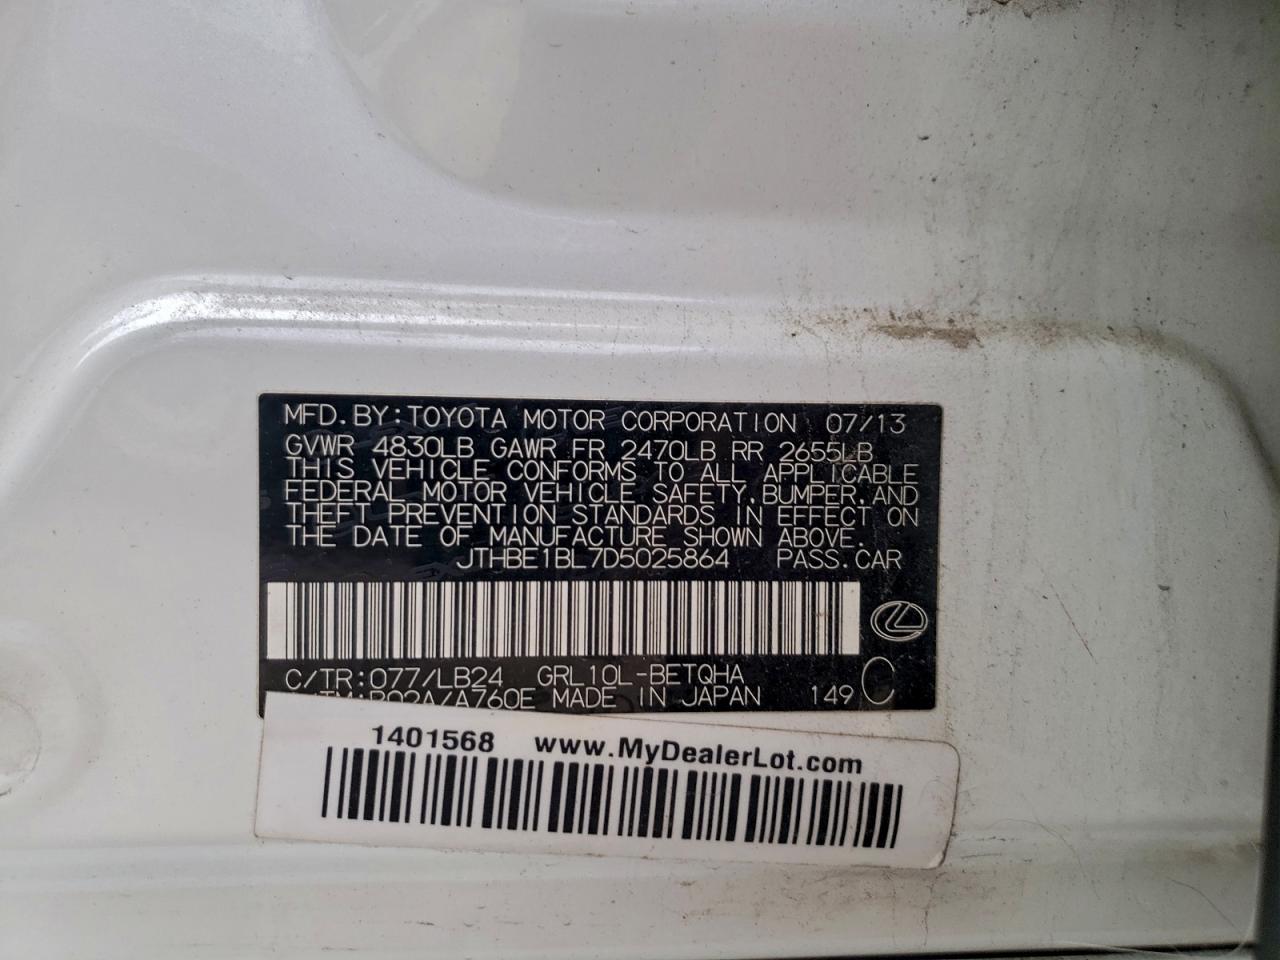 MFD.BY:TOYOTA MOTOR CORPORATION 07/13
GVWR 4830LB GAWR FR 2470LB RR 2655LB
THIS VEHICLE CONFORMS TO ALL APPLICABLE
FEDERAL MOTOR VEHICLE SAFETY,BUMPER,AND
THEFT PREVENTION STANDARDS IN EFFECT ON
THE DATE OF MANUFACTURE SHOWN ABOVE.
JTHBE1BL7D5025864 PASS.CAR
C/TR:077/LB24 GRL10L-BETQHA
B02A/A760E MADE IN JAPAN 149 C
1401568 www.MyDealerLot.com